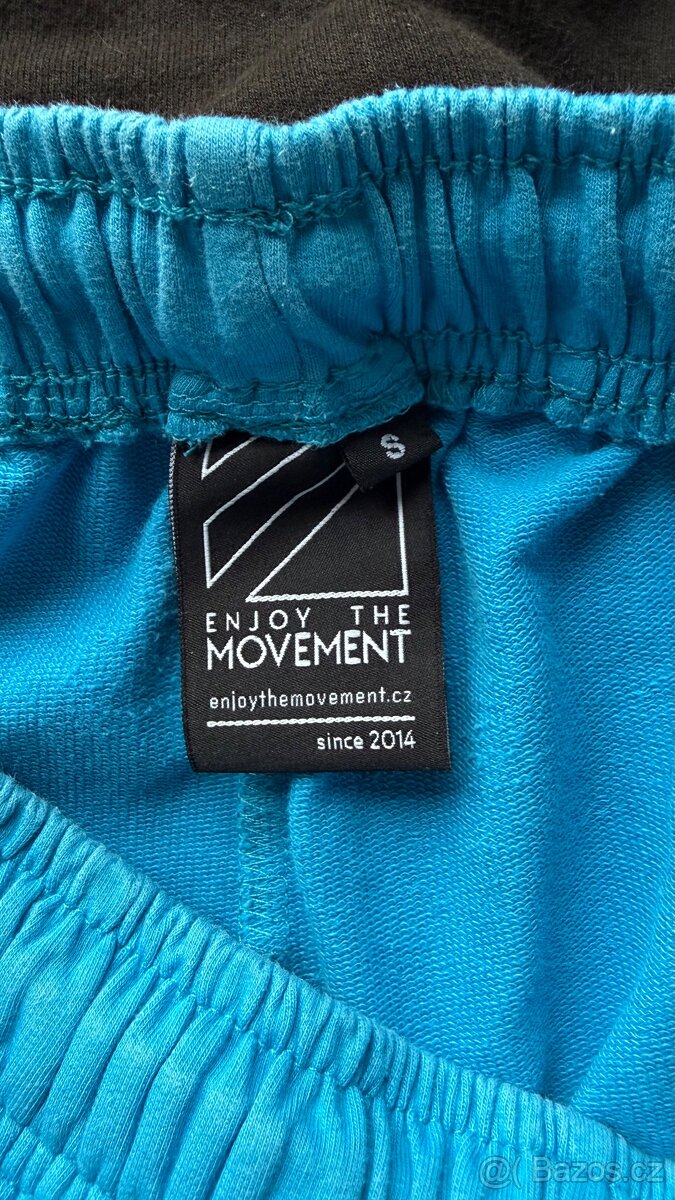 S
ENJOY THE
MOVEMENT
enjoythemovement.cz
since 2014
@ Bazos.cz